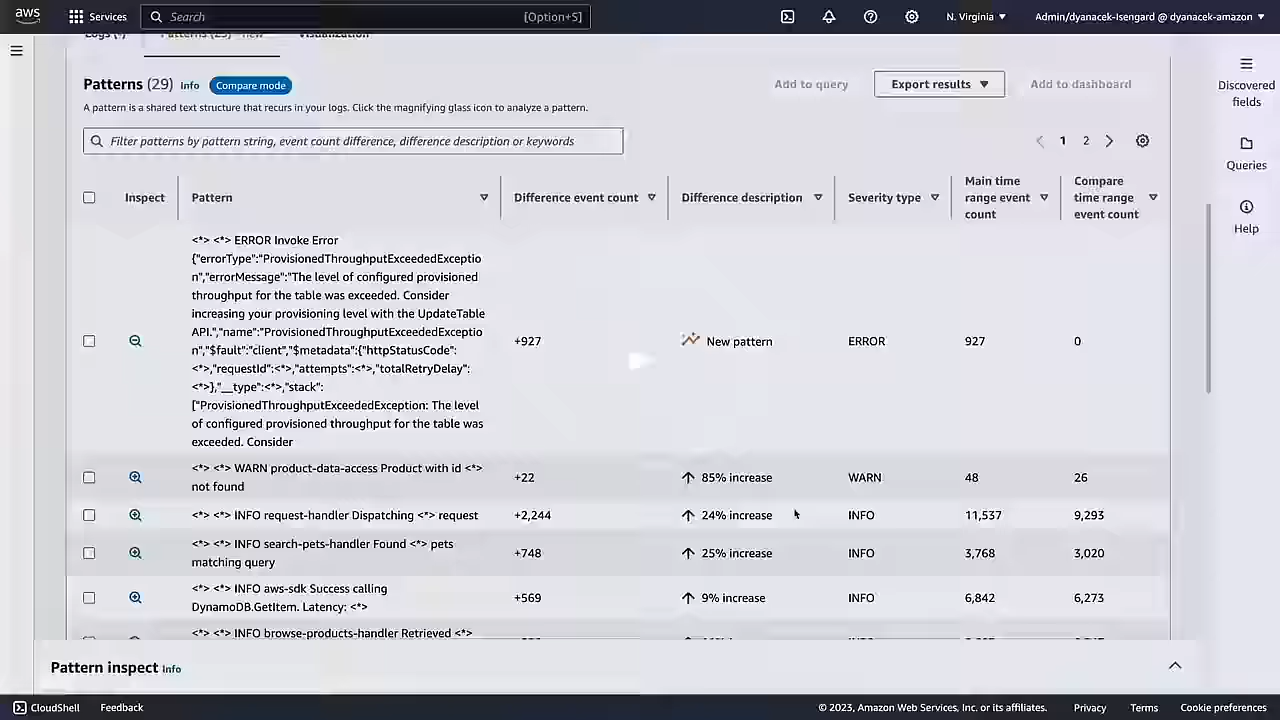 aws
Services
Search
[Option+S]
N. Virginia
Admin/dyanacek-Isengard @ dyanacek-amazon
Visualization
Patterns (29) Info Compare mode
Add to query
Export results
Add to dashboard
A pattern is a shared text structure that recurs in your logs. Click the magnifying glass icon to analyze a pattern.
Filter patterns by pattern string, event count difference, difference description or keywords
1 2
Discovered
fields
Queries
Help
Inspect
Pattern
Difference event count
Difference description
Severity type
Main time
range event
count
Compare
time range
event count
<*> <*> ERROR Invoke Error
{"errorType":"ProvisionedThroughputExceededExceptio
n","errorMessage":"The level of configured provisioned
throughput for the table was exceeded. Consider
increasing your provisioning level with the UpdateTable
API.","name":"ProvisionedThroughputExceededExceptio
n","$fault":"client","$metadata":{"httpStatusCode":
<*>,"requestId":<*>,"attempts":<*>,"totalRetryDelay":
<*>},"__type":<*>,"stack":
["ProvisionedThroughputExceededException: The level
of configured provisioned throughput for the table was
exceeded. Consider
+927
New pattern
ERROR
927
0
<*> <*> WARN product-data-access Product with id <*>
not found
+22
85% increase
WARN
48
26
<*> <*> INFO request-handler Dispatching <*> request
+2,244
24% increase
INFO
11,537
9,293
<*> <*> INFO search-pets-handler Found <*> pets
matching query
+748
25% increase
INFO
3,768
3,020
<*> <*> INFO aws-sdk Success calling
DynamoDB.GetItem. Latency: <*>
+569
9% increase
INFO
6,842
6,273
<*> <*> INFO browse-products-handler Retrieved <*>
Pattern inspect Info
CloudShell
Feedback
© 2023, Amazon Web Services, Inc. or its affiliates.
Privacy
Terms
Cookie preferences